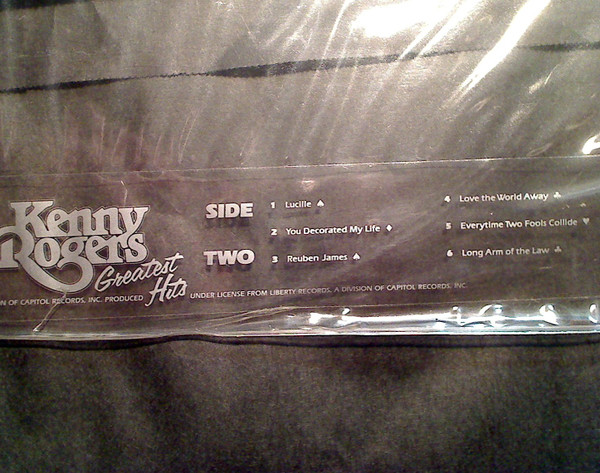 Kenny
Rogers
Greatest
Hits
SIDE
TWO
1 Lucille ♠
2 You Decorated My Life ♦
3 Reuben James ♠
4 Love the World Away ♣
5 Everytime Two Fools Collide ♥
6 Long Arm of the Law ♣
ON OF CAPITOL RECORDS, INC. PRODUCED UNDER LICENSE FROM LIBERTY RECORDS, A DIVISION OF CAPITOL RECORDS, INC.